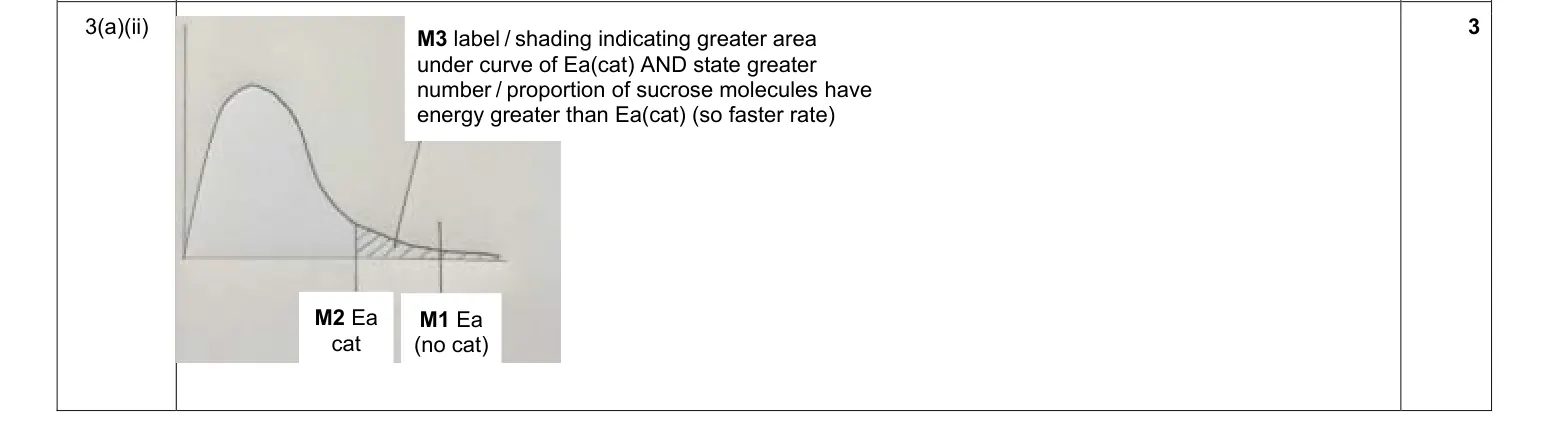 3(a)(ii)
M3 label / shading indicating greater area
under curve of Ea(cat) AND state greater
number / proportion of sucrose molecules have
energy greater than Ea(cat) (so faster rate)
3
M2 Ea
cat
M1 Ea
(no cat)